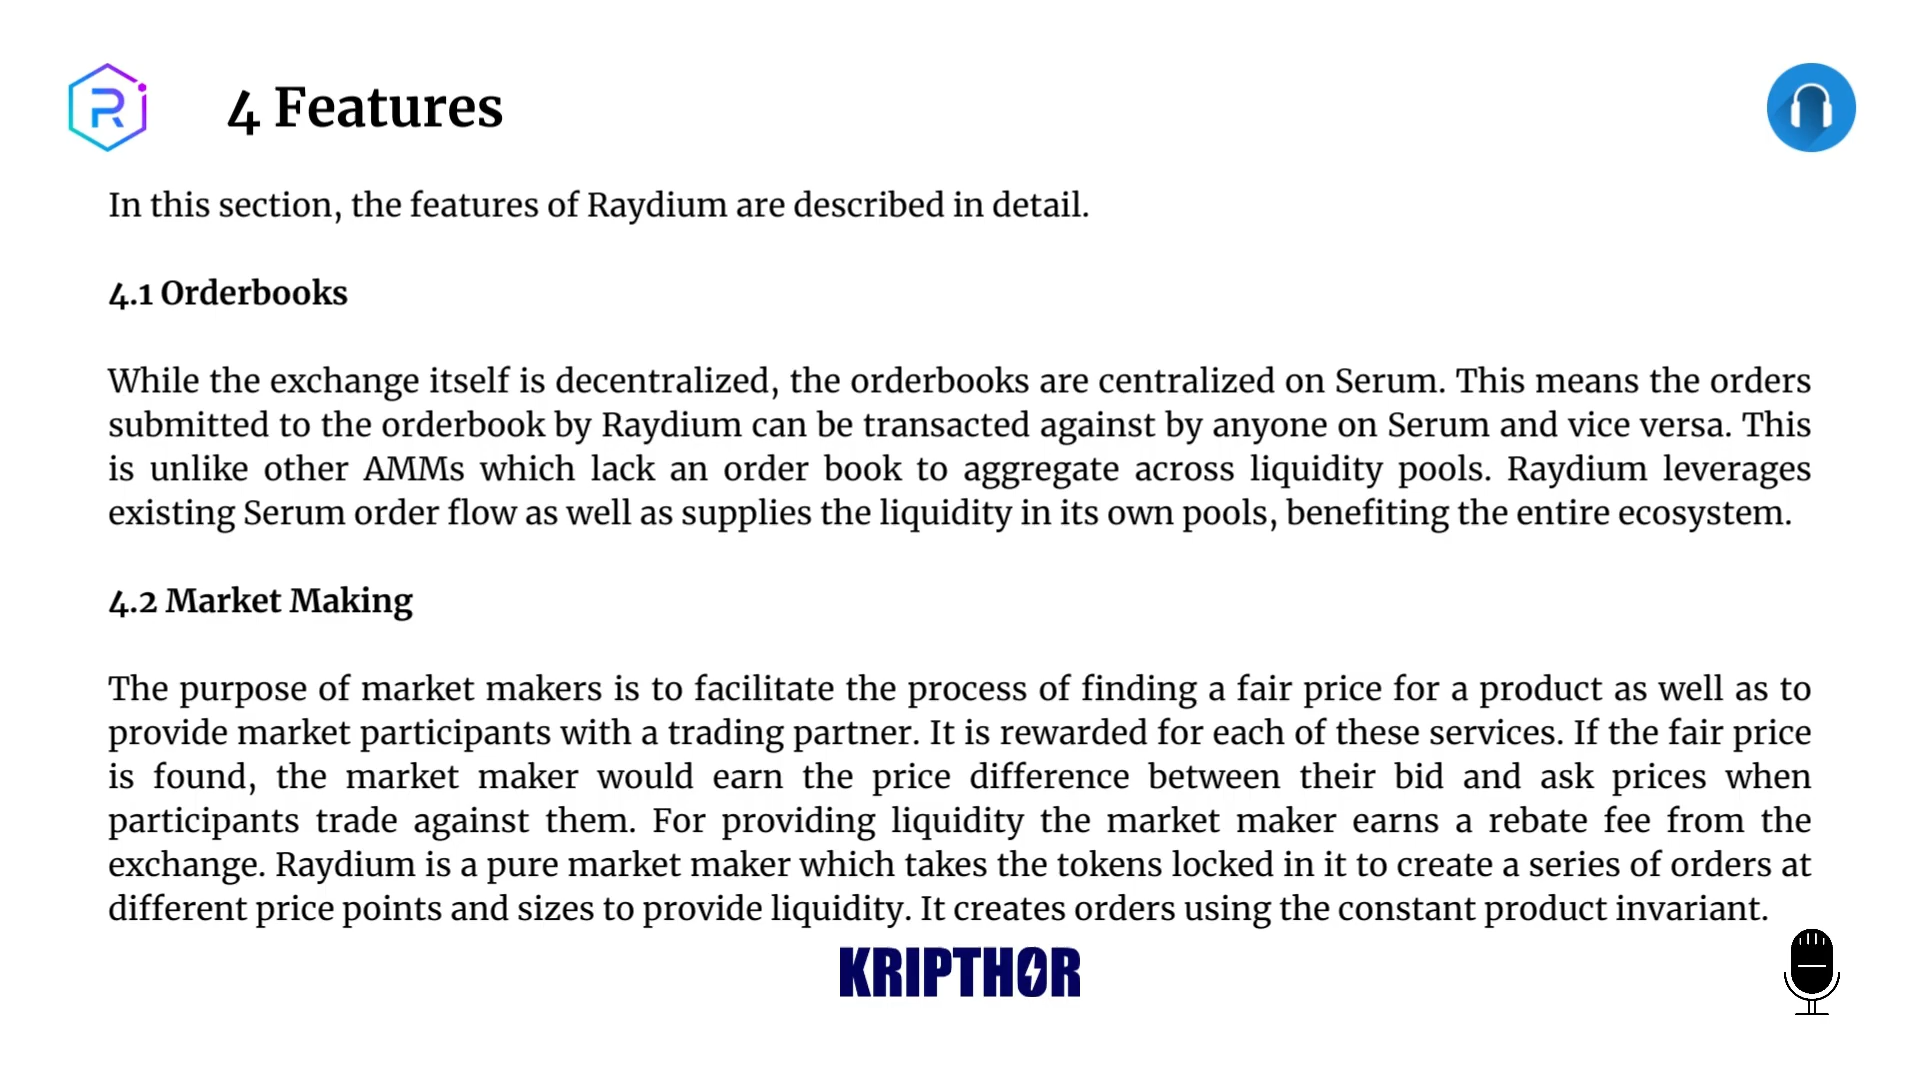 4 Features
In this section, the features of Raydium are described in detail.
4.1 Orderbooks
While the exchange itself is decentralized, the orderbooks are centralized on Serum. This means the orders
submitted to the orderbook by Raydium can be transacted against by anyone on Serum and vice versa. This
is unlike other AMMs which lack an order book to aggregate across liquidity pools. Raydium leverages
existing Serum order flow as well as supplies the liquidity in its own pools, benefiting the entire ecosystem.
4.2 Market Making
The purpose of market makers is to facilitate the process of finding a fair price for a product as well as to
provide market participants with a trading partner. It is rewarded for each of these services. If the fair price
is found, the market maker would earn the price difference between their bid and ask prices when
participants trade against them. For providing liquidity the market maker earns a rebate fee from the
exchange. Raydium is a pure market maker which takes the tokens locked in it to create a series of orders at
different price points and sizes to provide liquidity. It creates orders using the constant product invariant.
KRIPTHOR